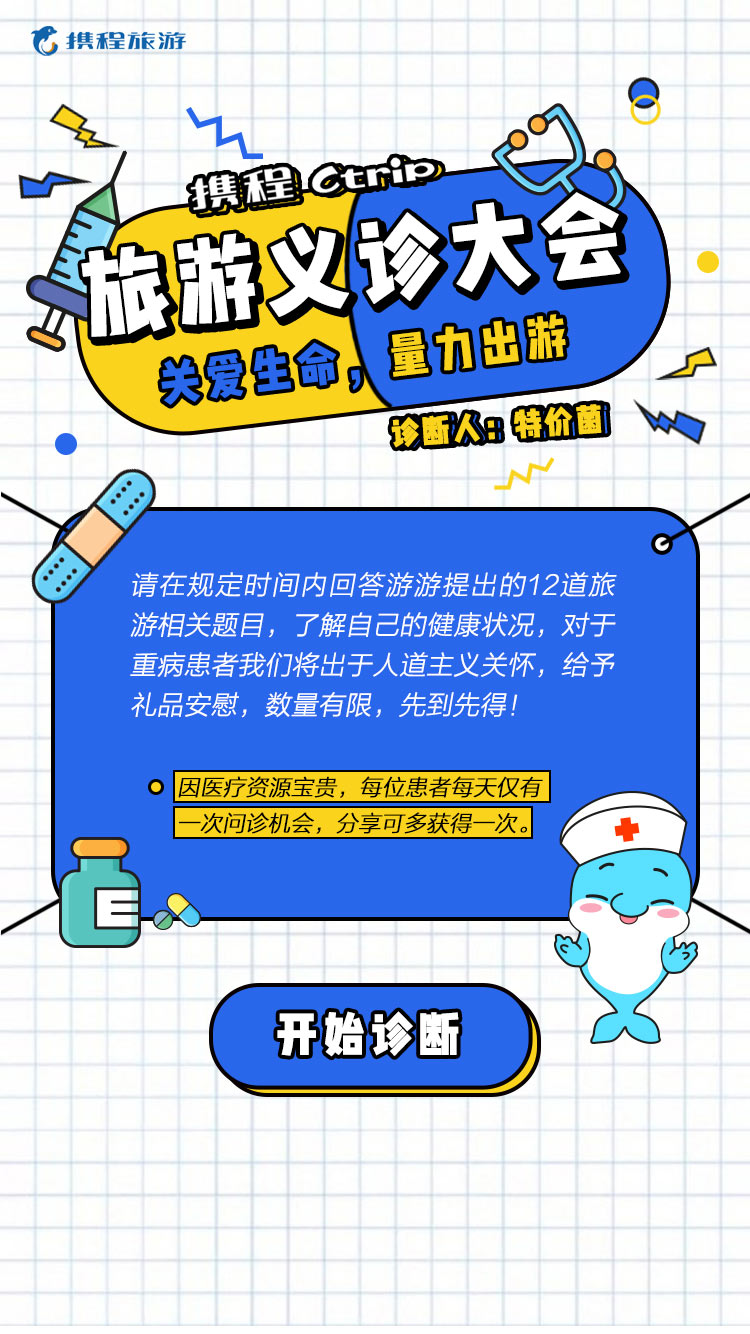 携程旅游
携程 Ctrip
旅游义诊大会
关爱生命，量力出游
诊断人：特价菌
请在规定时间内回答游游提出的12道旅
游相关题目，了解自己的健康状况，对于
重病患者我们将出于人道主义关怀，给予
礼品安慰，数量有限，先到先得！
因医疗资源宝贵，每位患者每天仅有
一次问诊机会，分享可多获得一次。
E
开始诊断